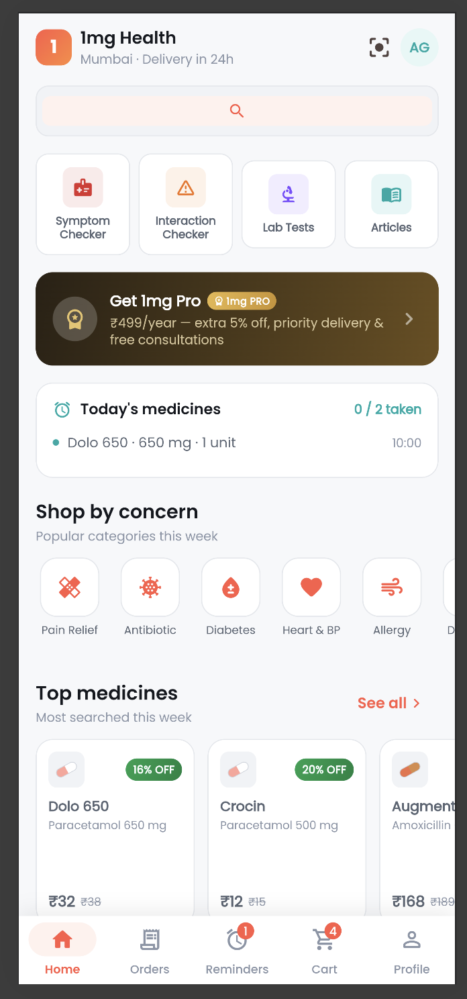 1
1mg Health
Mumbai · Delivery in 24h
AG
Symptom
Checker
Interaction
Checker
Lab Tests
Articles
Get 1mg Pro
1mg PRO
₹499/year — extra 5% off, priority delivery &
free consultations
Today's medicines
0 / 2 taken
Dolo 650 · 650 mg · 1 unit
10:00
Shop by concern
Popular categories this week
Pain Relief
Antibiotic
Diabetes
Heart & BP
Allergy
D
Top medicines
See all
Most searched this week
16% OFF
20% OFF
Dolo 650
Crocin
Augment
Paracetamol 650 mg
Paracetamol 500 mg
Amoxicillin
₹32 ₹38
₹12 ₹15
₹168 ₹189
1
4
Home
Orders
Reminders
Cart
Profile